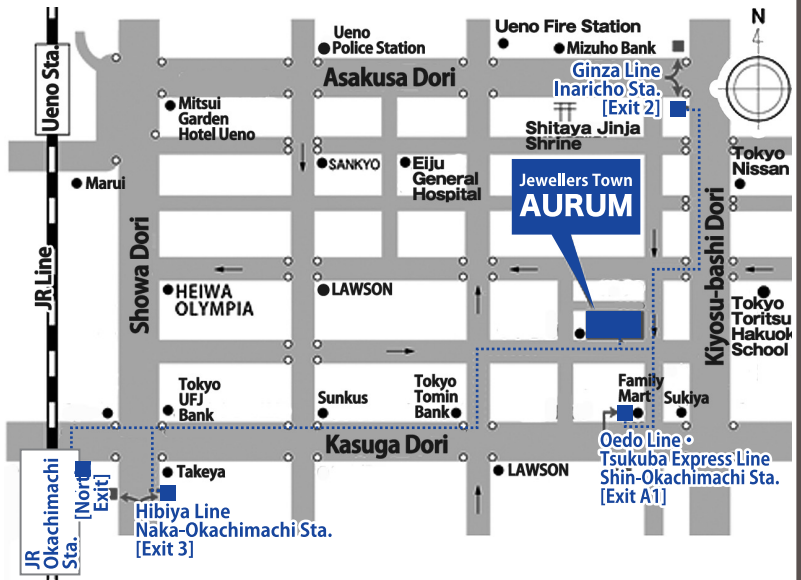 Ueno
Police Station
Ueno Fire Station
Mizuho Bank
N
4
Ueno Sta.
Asakusa Dori
Ginza Line
Inaricho Sta.
[Exit 2]
Mitsui
Garden
Hotel Ueno
Shitaya Jinja
Shrine
SANKYO
Eiju
General
Hospital
Tokyo
Nissan
Marui
Jewellers Town
AURUM
JR Line
Showa Dori
Kiyosu-bashi Dori
HEIWA
OLYMPIA
LAWSON
Tokyo
Toritsu
Hakuok
School
Tokyo
UFJ
Bank
Sunkus
Tokyo
Tomin
Bank
Family
Mart
Sukiya
Kasuga Dori
Oedo Line・
Tsukuba Express Line
Shin-Okachimachi Sta.
[Exit A1]
Takeya
LAWSON
JR
Okachimachi
Sta.
[Nort
Exit]
Hibiya Line
Naka-Okachimachi Sta.
[Exit 3]